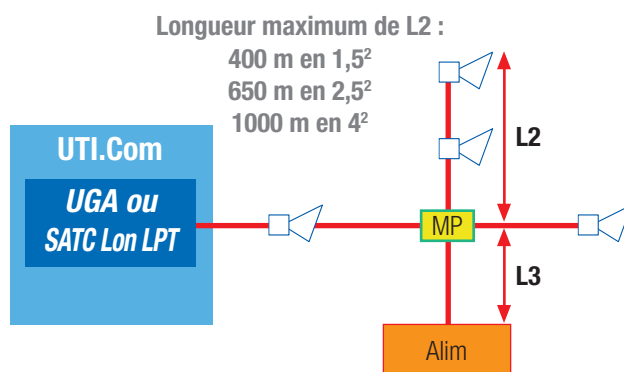 Longueur maximum de L2 :
400 m en 1,5²
650 m en 2,5²
1000 m en 4²
UTI.Com
UGA ou
SATC Lon LPT
L2
MP
L3
Alim